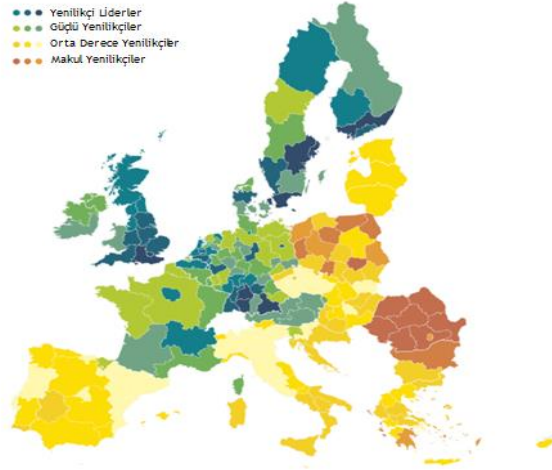 Yenilikçi Liderler
Güçlü Yenilikçiler
Orta Derece Yenilikçiler
Makul Yenilikçiler